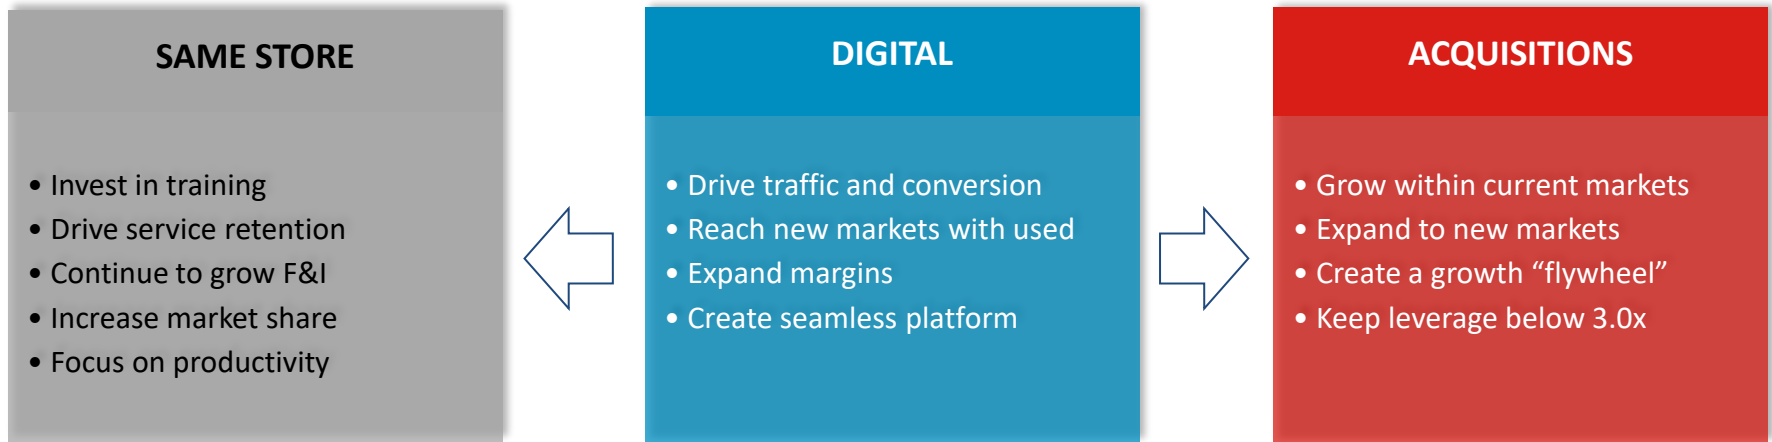 SAME STORE
• Invest in training
• Drive service retention
• Continue to grow F&I
• Increase market share
• Focus on productivity
DIGITAL
• Drive traffic and conversion
• Reach new markets with used
• Expand margins
• Create seamless platform
ACQUISITIONS
• Grow within current markets
• Expand to new markets
• Create a growth “flywheel”
• Keep leverage below 3.0x